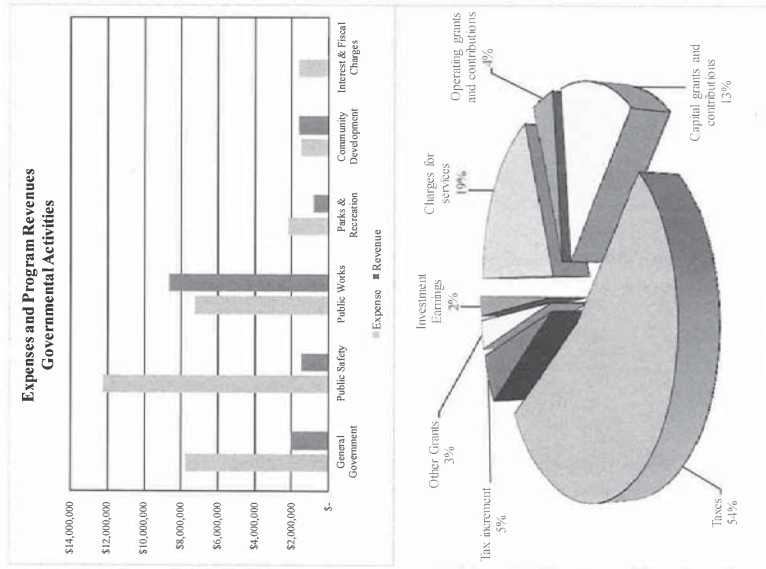 Expenses and Program Revenues
Governmental Activities
$14,000,000
$12,000,000
$10,000,000
$8,000,000
$6,000,000
$4,000,000
$2,000,000
$-
General
Government
Public Safety
Public Works
Parks &
Recreation
Community
Development
Interest & Fiscal
Charges
Expense
Revenue
Other Grants
3%
Investment
Earnings
2%
Charges for
services
19%
Operating grants
and contributions
4%
Tax increment
5%
Capital grants and
contributions
13%
Taxes
54%